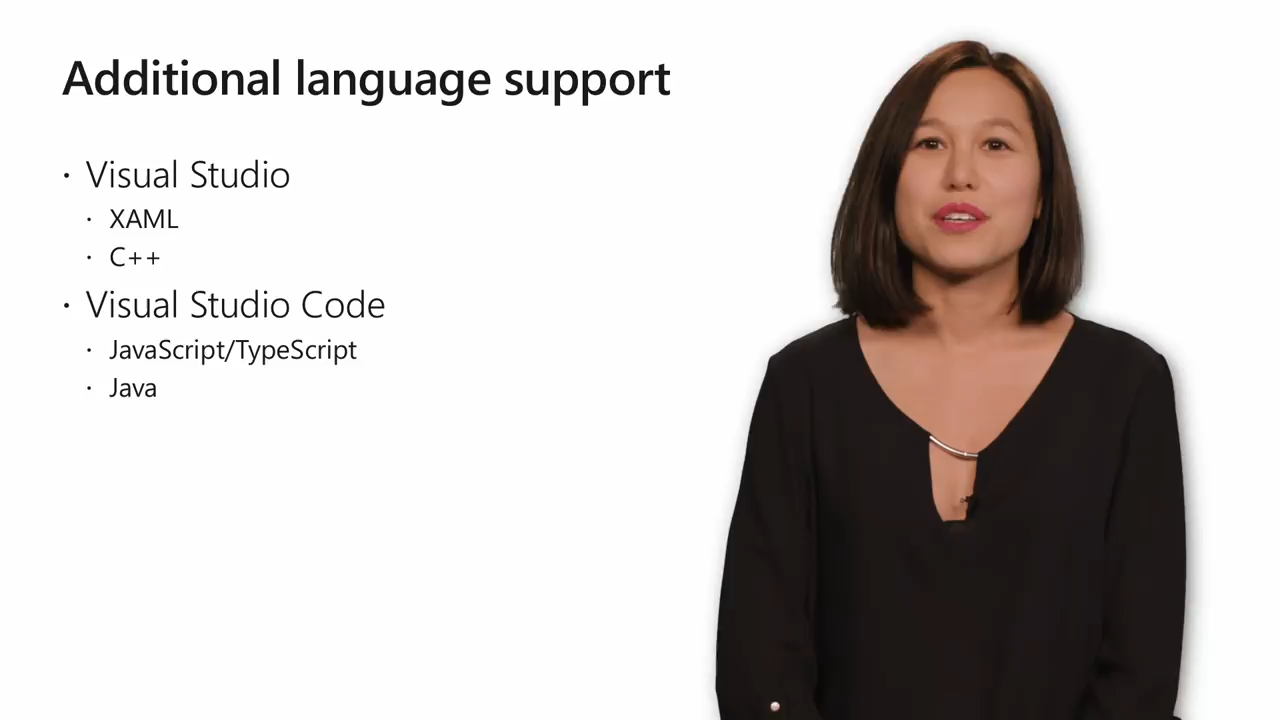 Additional language support
· Visual Studio
· XAML
· C++
· Visual Studio Code
· JavaScript/TypeScript
· Java